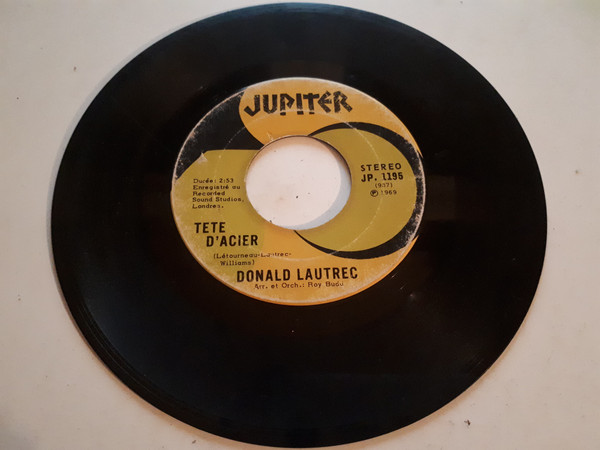 JUPITER
STEREO
JP. 1195
(937)
℗ 1969
Durée: 2:53
Enregistré au
Recorded
Sound Studios,
Londres.
TETE
D'ACIER
(Létourneau-Lautrec-
Williams)
DONALD LAUTREC
Arr. et Orch.: Roy Budd